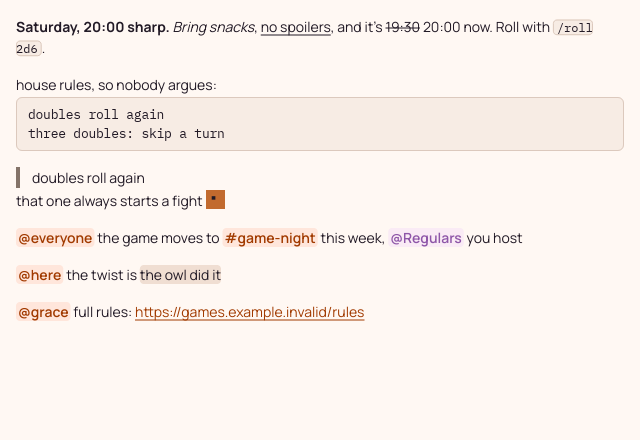 Saturday, 20:00 sharp. Bring snacks, no spoilers, and it's 19:30 20:00 now. Roll with /roll
2d6.
house rules, so nobody argues:
doubles roll again
three doubles: skip a turn
doubles roll again
that one always starts a fight
@everyone the game moves to #game-night this week, @Regulars you host
@here the twist is the owl did it
@grace full rules: https://games.example.invalid/rules